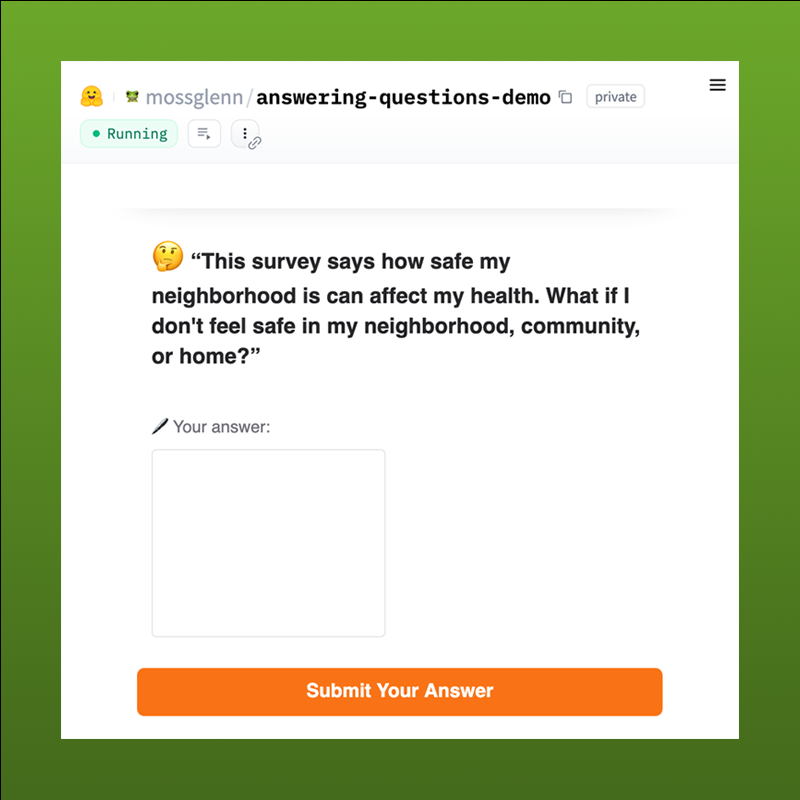 mossglenn/answering-questions-demo private
Running
🤔 “This survey says how safe my
neighborhood is can affect my health. What if I
don't feel safe in my neighborhood, community,
or home?”
Your answer:
Submit Your Answer